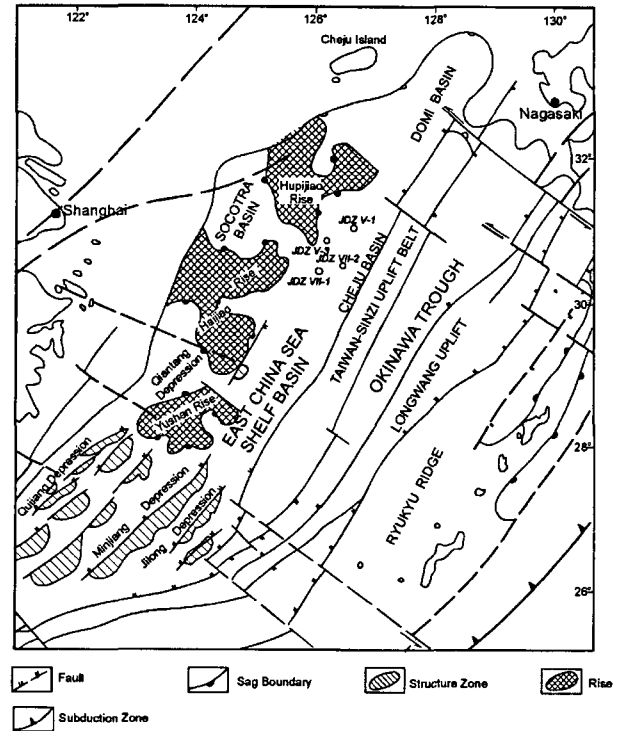 122°
124°
126°
128°
130°
Cheju Island
DOMI BASIN
Nagasaki
32°
Shanghai
Hupijiao
Rise
SOCOTRA
BASIN
JDZ V-1
JDZ V-3
JDZ VII-2
JDZ VII-1
CHEJU BASIN
TAIWAN-SINZI UPLIFT BELT
30°
Haijiao
Rise
OKINAWA TROUGH
LONGWANG UPLIFT
Qiantang
Depression
EAST CHINA SEA
SHELF BASIN
Yushan Rise
28°
Qujiang Depression
Minjiang Depression
Jilong Depression
RYUKYU RIDGE
26°
Fault
Sag Boundary
Structure Zone
Rise
Subduction Zone